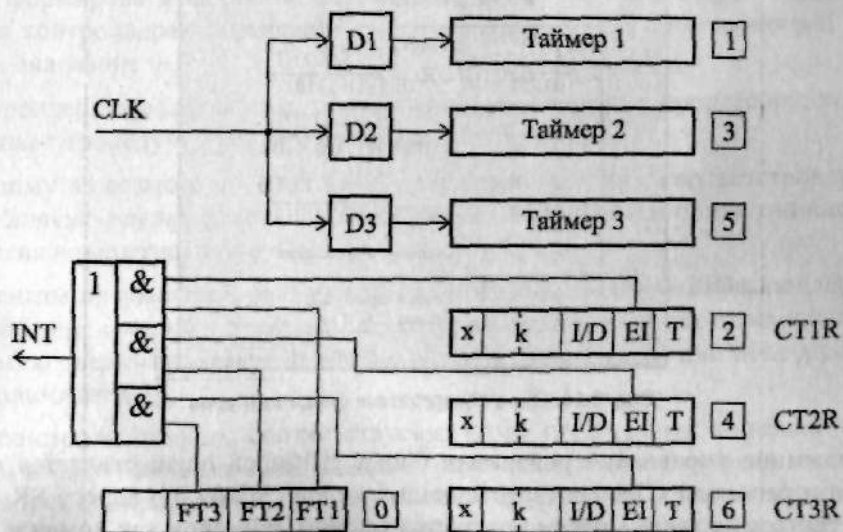 D1 Таймер 1 1
CLK
D2 Таймер 2 3
D3 Таймер 3 5
1 &
INT
&
&
x k I/D EI T 2 CT1R
x k I/D EI T 4 CT2R
FT3 FT2 FT1 0
x k I/D EI T 6 CT3R